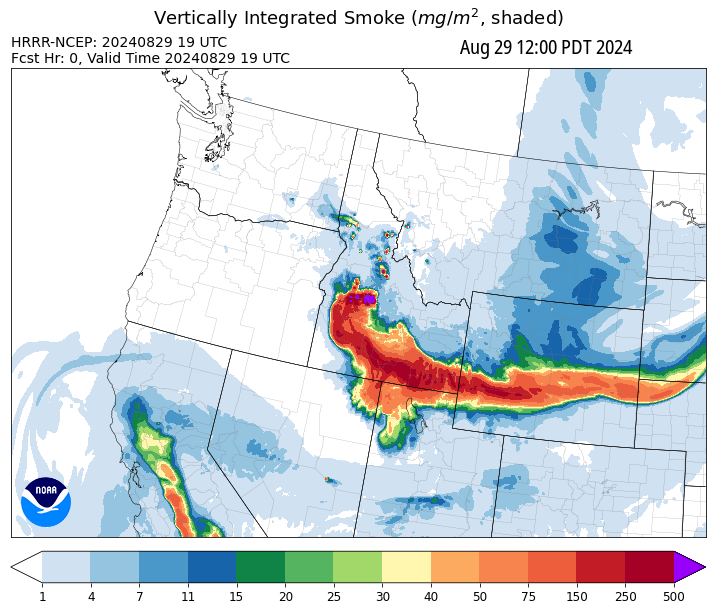 Vertically Integrated Smoke (mg/m², shaded)
HRRR-NCEP: 20240829 19 UTC
Fcst Hr: 0, Valid Time 20240829 19 UTC
Aug 29 12:00 PDT 2024
NOAA
1 4 7 11 15 20 25 30 40 50 75 150 250 500